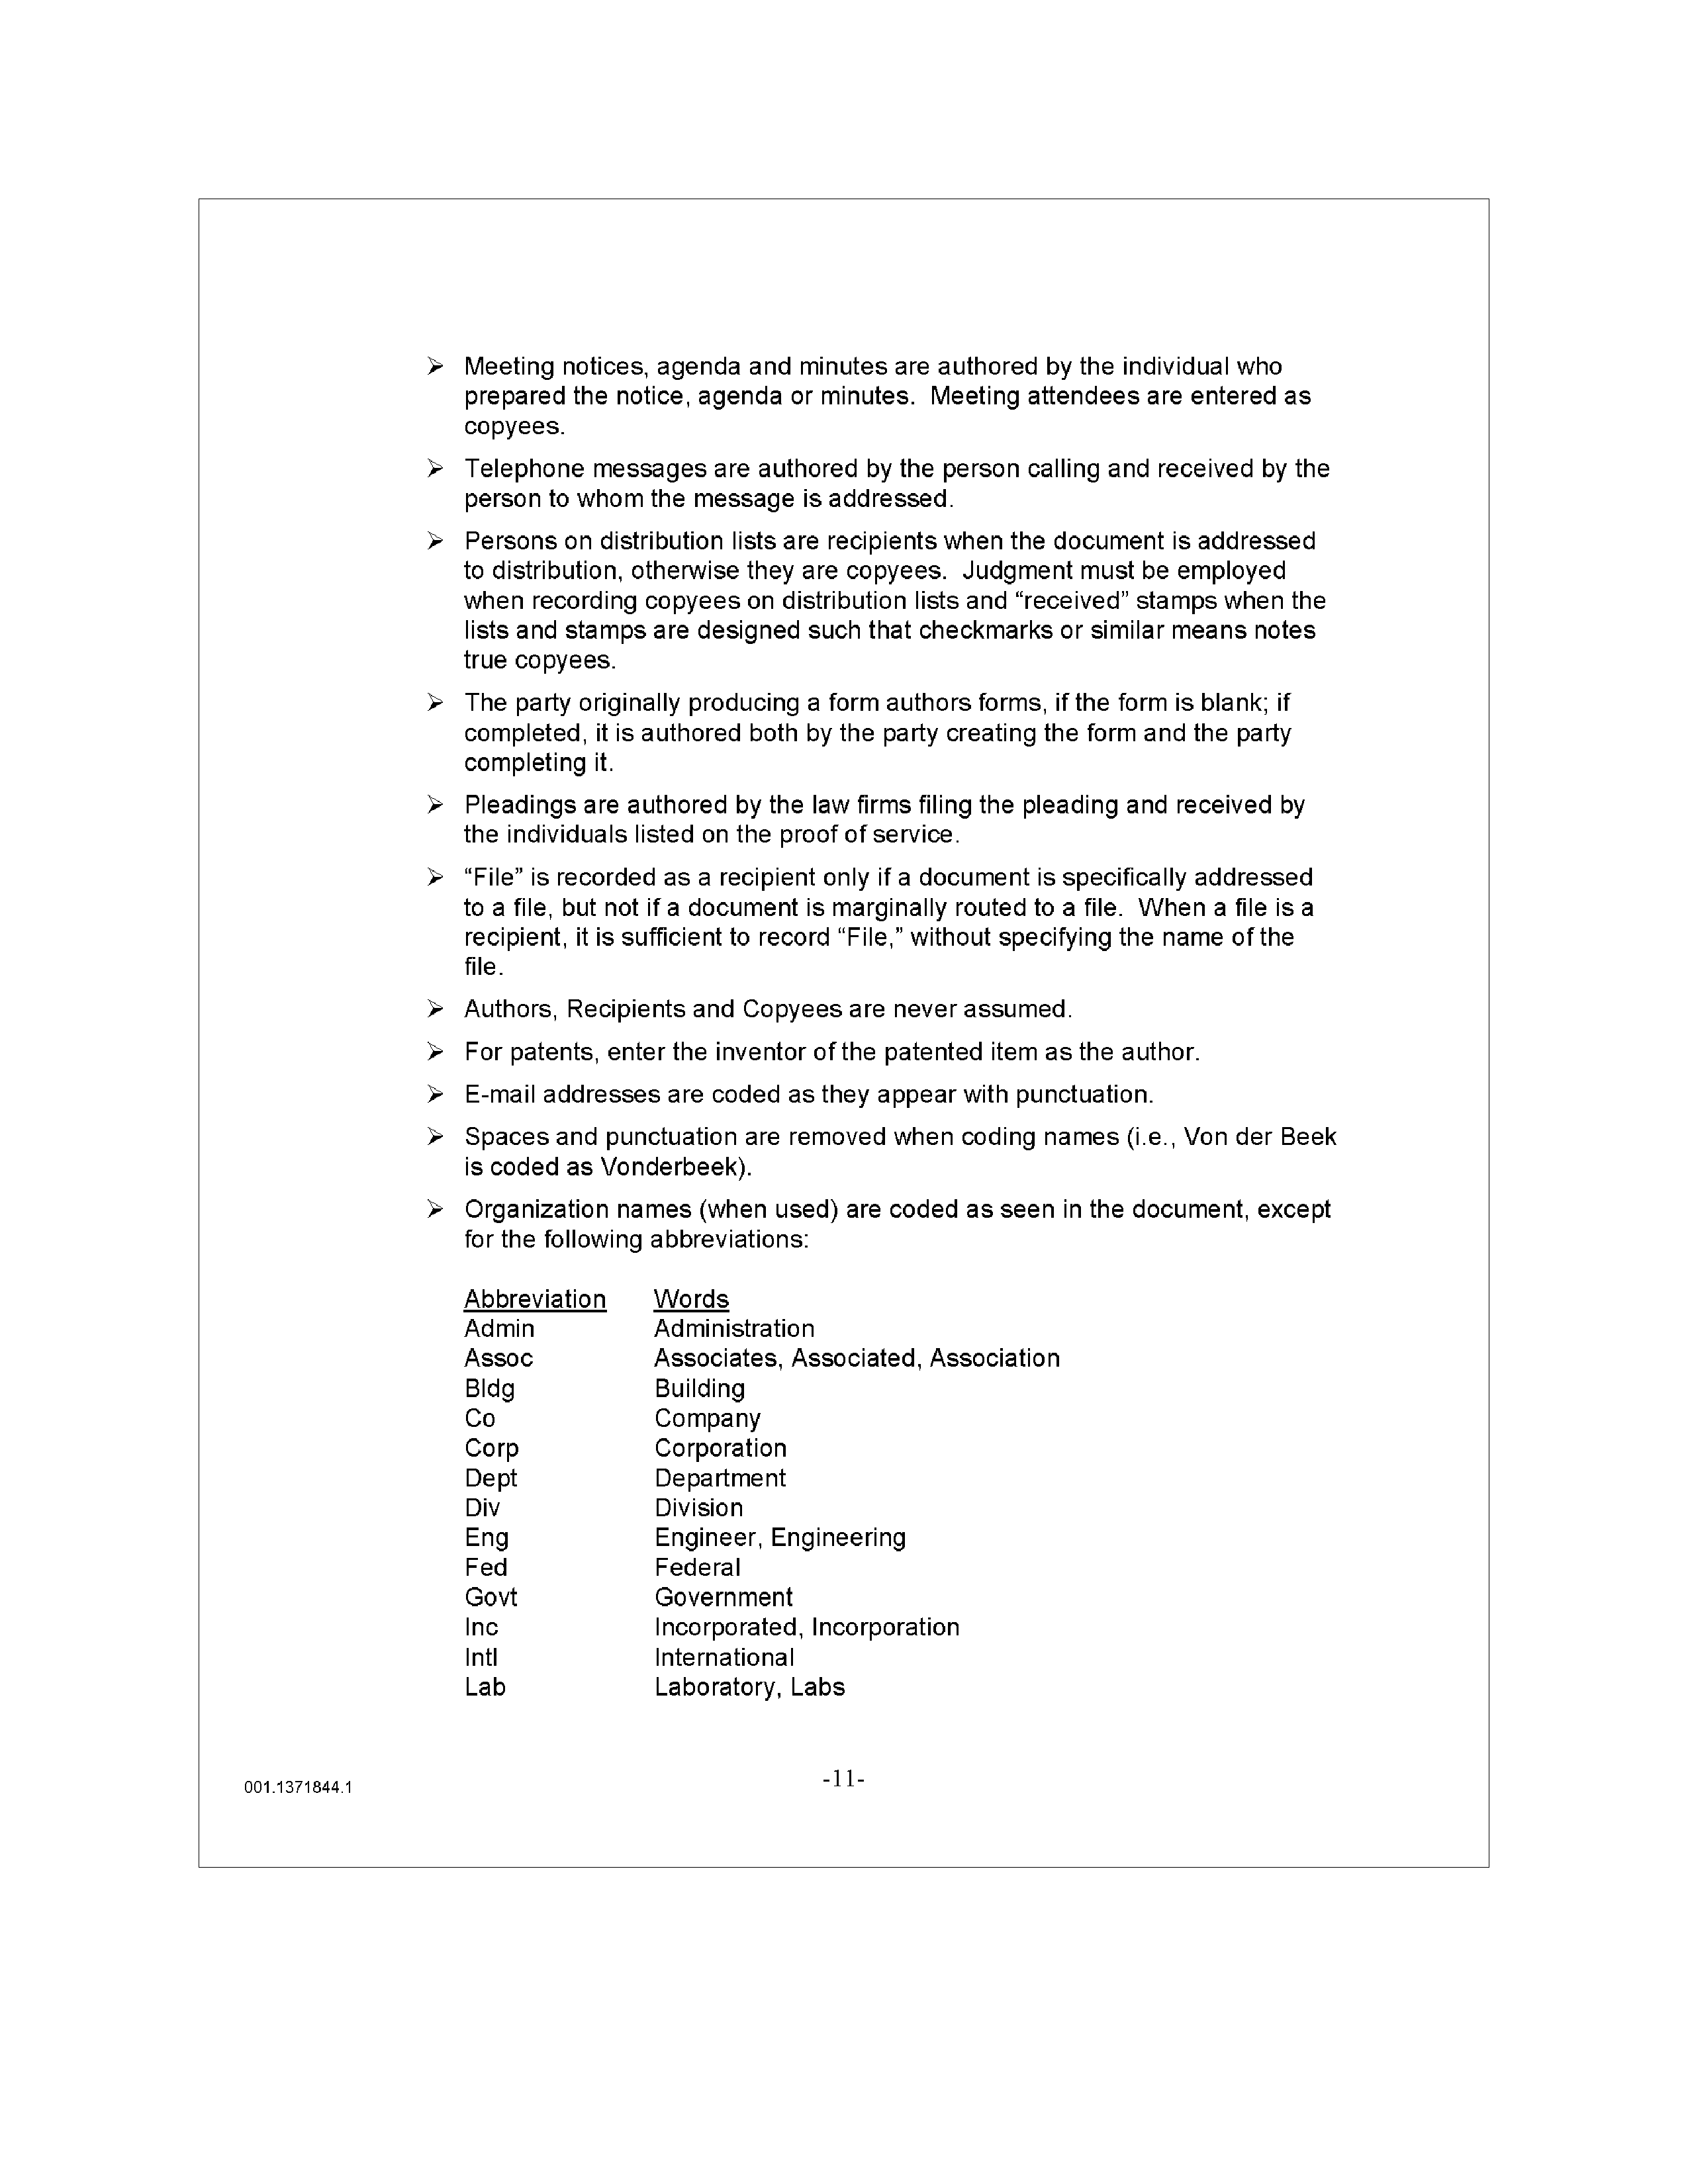 ➢ Meeting notices, agenda and minutes are authored by the individual who
prepared the notice, agenda or minutes.  Meeting attendees are entered as
copyees.
➢ Telephone messages are authored by the person calling and received by the
person to whom the message is addressed.
➢ Persons on distribution lists are recipients when the document is addressed
to distribution, otherwise they are copyees.  Judgment must be employed
when recording copyees on distribution lists and “received” stamps when the
lists and stamps are designed such that checkmarks or similar means notes
true copyees.
➢ The party originally producing a form authors forms, if the form is blank; if
completed, it is authored both by the party creating the form and the party
completing it.
➢ Pleadings are authored by the law firms filing the pleading and received by
the individuals listed on the proof of service.
➢ “File” is recorded as a recipient only if a document is specifically addressed
to a file, but not if a document is marginally routed to a file.  When a file is a
recipient, it is sufficient to record “File,” without specifying the name of the
file.
➢ Authors, Recipients and Copyees are never assumed.
➢ For patents, enter the inventor of the patented item as the author.
➢ E-mail addresses are coded as they appear with punctuation.
➢ Spaces and punctuation are removed when coding names (i.e., Von der Beek
is coded as Vonderbeek).
➢ Organization names (when used) are coded as seen in the document, except
for the following abbreviations:
Abbreviation Words
Admin Administration
Assoc Associates, Associated, Association
Bldg Building
Co Company
Corp Corporation
Dept Department
Div Division
Eng Engineer, Engineering
Fed Federal
Govt Government
Inc Incorporated, Incorporation
Intl International
Lab Laboratory, Labs
001.1371844.1 -11-